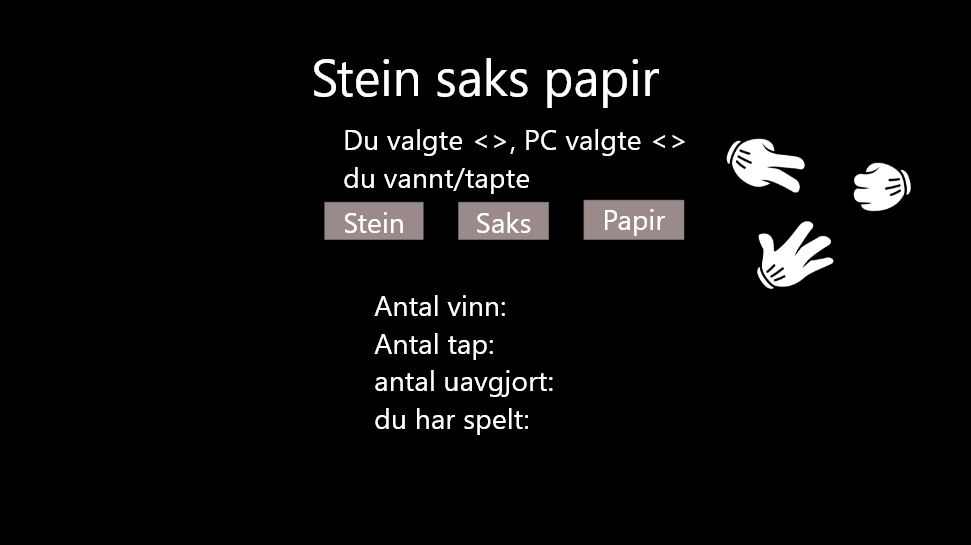 Stein saks papir
Du valgte <>, PC valgte <>
du vannt/tapte
Stein Saks Papir
Antal vinn:
Antal tap:
antal uavgjort:
du har spelt: